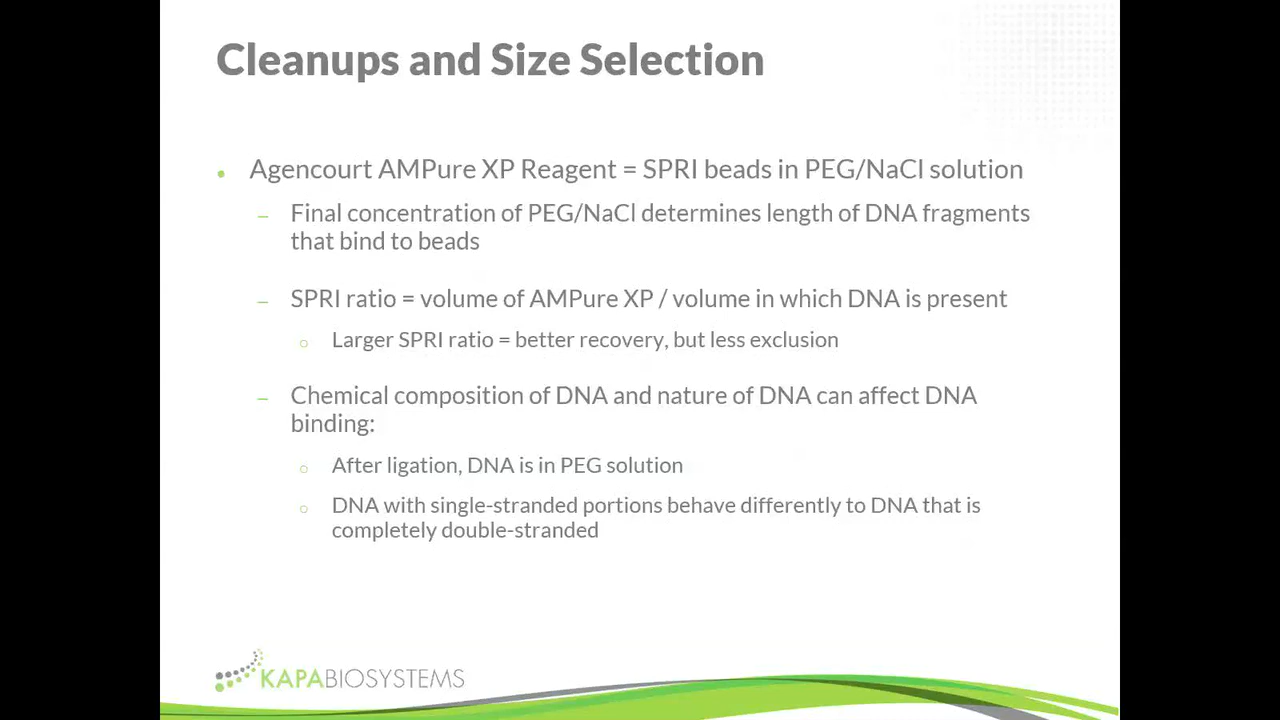 Cleanups and Size Selection
Agencourt AMPure XP Reagent = SPRI beads in PEG/NaCl solution
Final concentration of PEG/NaCl determines length of DNA fragments
that bind to beads
SPRI ratio = volume of AMPure XP / volume in which DNA is present
Larger SPRI ratio = better recovery, but less exclusion
Chemical composition of DNA and nature of DNA can affect DNA
binding:
After ligation, DNA is in PEG solution
DNA with single-stranded portions behave differently to DNA that is
completely double-stranded
KAPABIOSYSTEMS